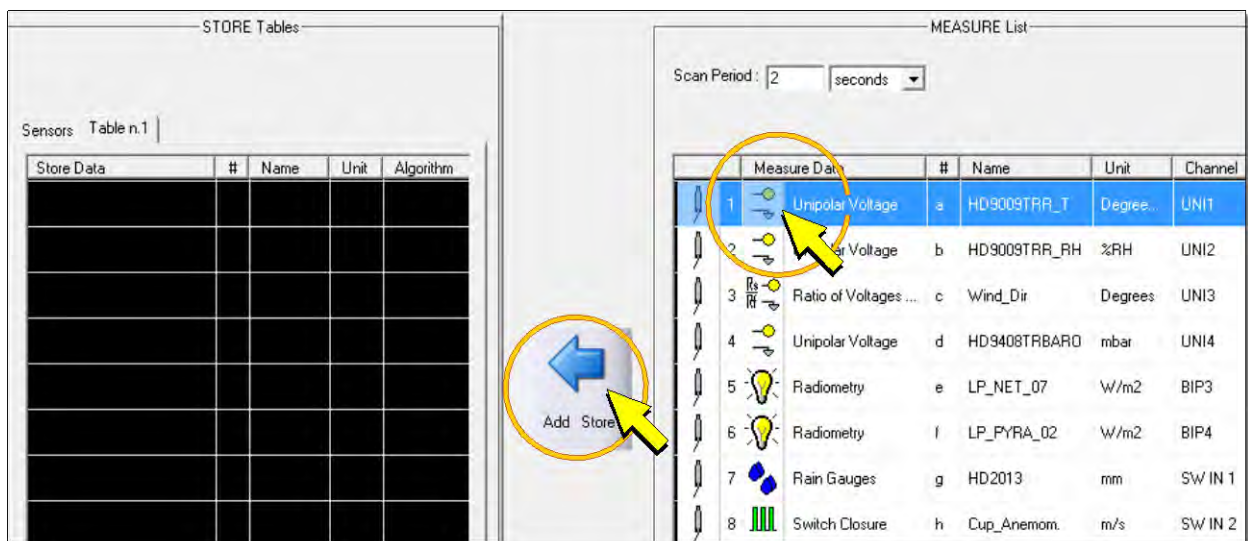 STORE Tables
Sensors Table n.1
Store Data # Name Unit Algorithm
Add Store
MEASURE List
Scan Period : 2 seconds
Measure Data # Name Unit Channel
1 Unipolar Voltage a HD9009TRR_T Degree... UNI1
2 Voltage b HD9009TRR_RH %RH UNI2
Rs
Rf
3 Ratio of Voltages ... c Wind_Dir Degrees UNI3
4 Unipolar Voltage d HD9408TRBARO mbar UNI4
5 Radiometry e LP_NET_07 W/m2 BIP3
6 Radiometry f LP_PYRA_02 W/m2 BIP4
7 Rain Gauges g HD2013 mm SW IN 1
8 Switch Closure h Cup_Anemom. m/s SW IN 2